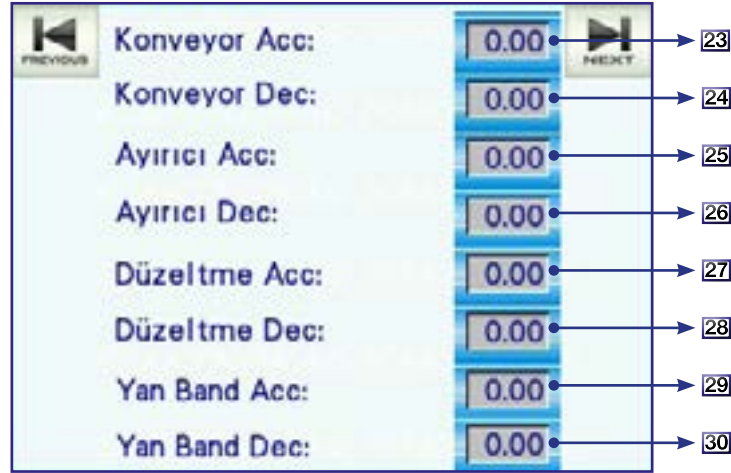 PREVIOUS
Konveyor Acc: 0.00 NEXT 23
Konveyor Dec: 0.00 24
Ayırıcı Acc: 0.00 25
Ayırıcı Dec: 0.00 26
Düzeltme Acc: 0.00 27
Düzeltme Dec: 0.00 28
Yan Band Acc: 0.00 29
Yan Band Dec: 0.00 30